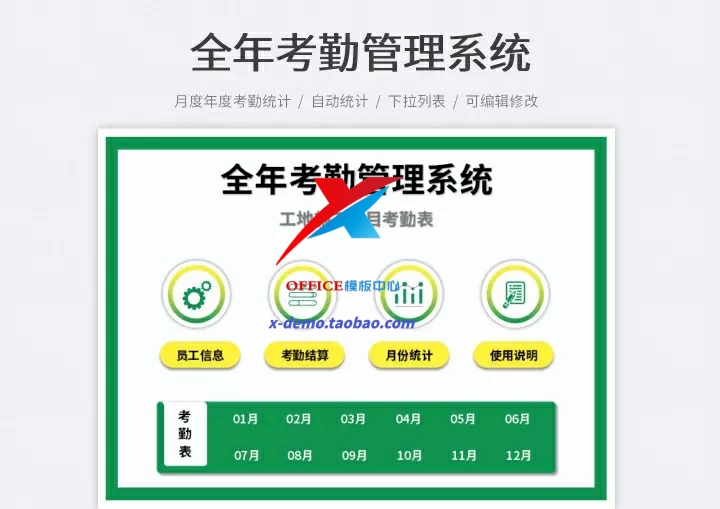 全年考勤管理系统
月度年度考勤统计 / 自动统计 / 下拉列表 / 可编辑修改
全年考勤管理系统
工地 目考勤表
OFFICE模板中心
x-demo.taobao.com
员工信息 考勤结算 月份统计 使用说明
考勤表
01月 02月 03月 04月 05月 06月
07月 08月 09月 10月 11月 12月